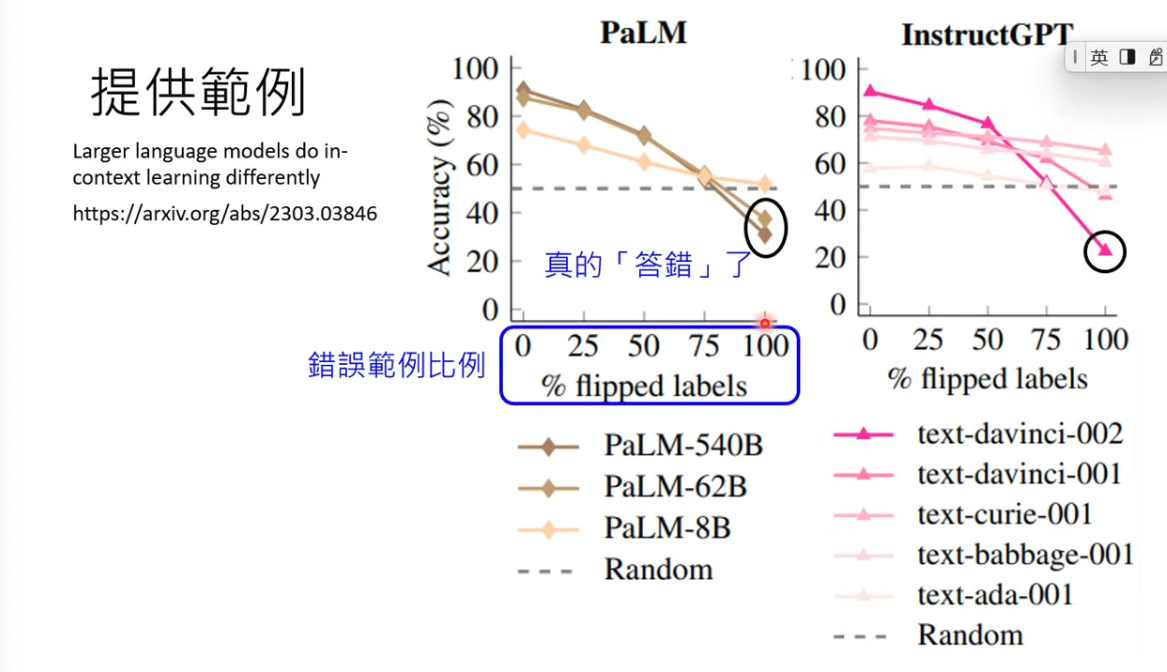 提供範例
Larger language models do in-
context learning differently
https://arxiv.org/abs/2303.03846
PaLM
Accuracy (%)
100
80
60
40
20
0
真的「答錯」了
錯誤範例比例
0 25 50 75 100
% flipped labels
PaLM-540B
PaLM-62B
PaLM-8B
Random
InstructGPT
英
100
80
60
40
20
0
0 25 50 75 100
% flipped labels
text-davinci-002
text-davinci-001
text-curie-001
text-babbage-001
text-ada-001
Random